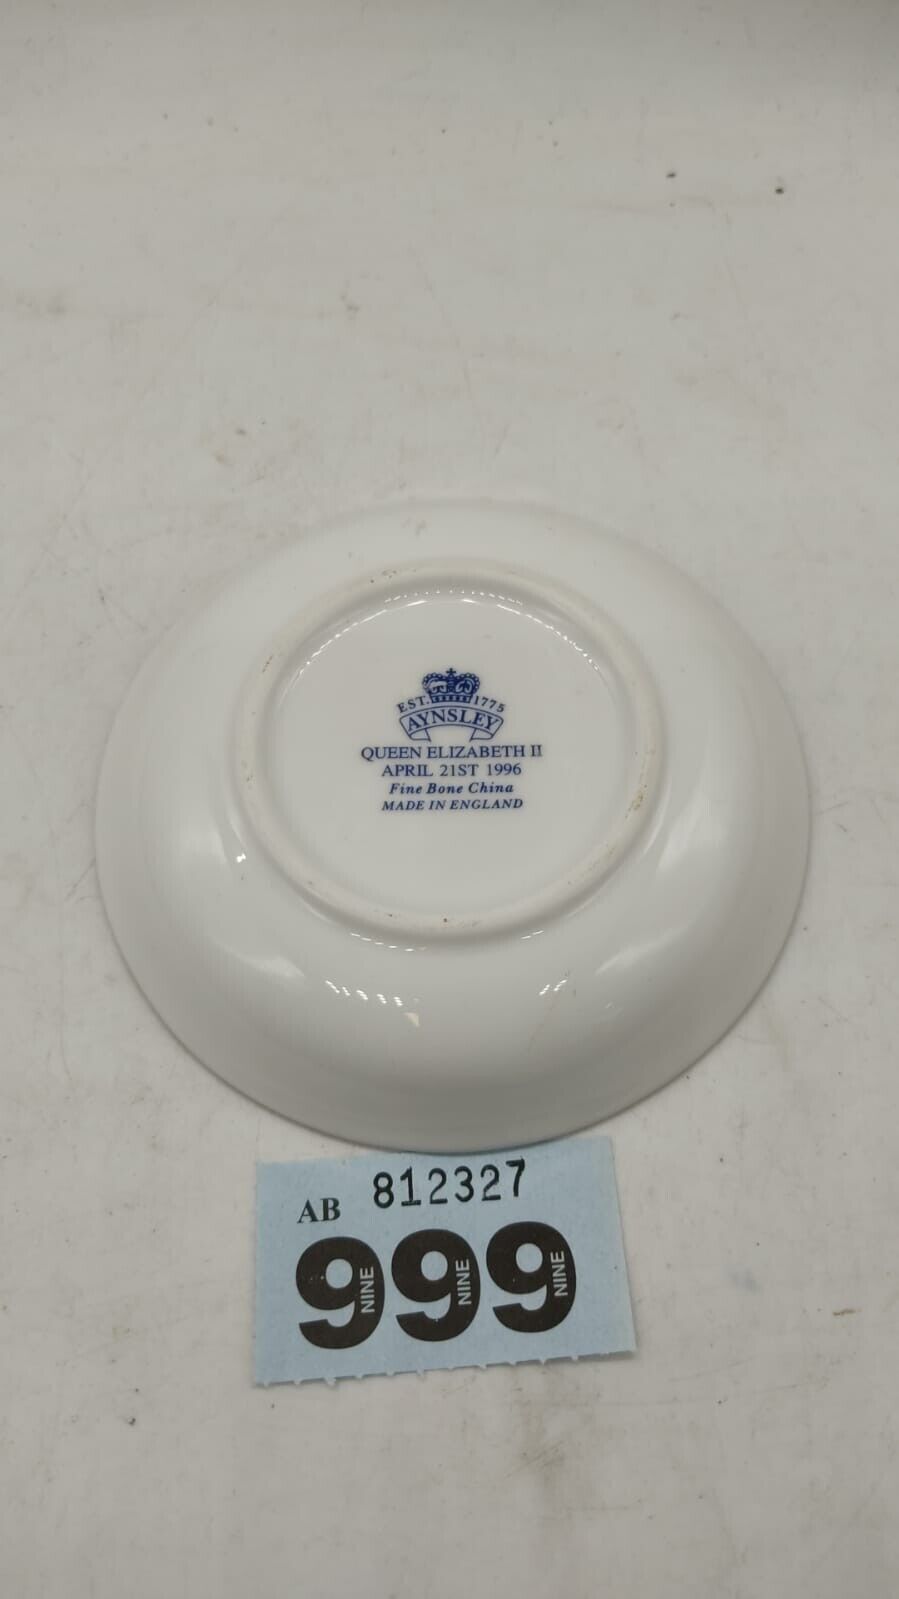 EST. 1775
AYNSLEY
QUEEN ELIZABETH II
APRIL 21ST 1996
Fine Bone China
MADE IN ENGLAND
AB 812327
999
NINE NINE NINE